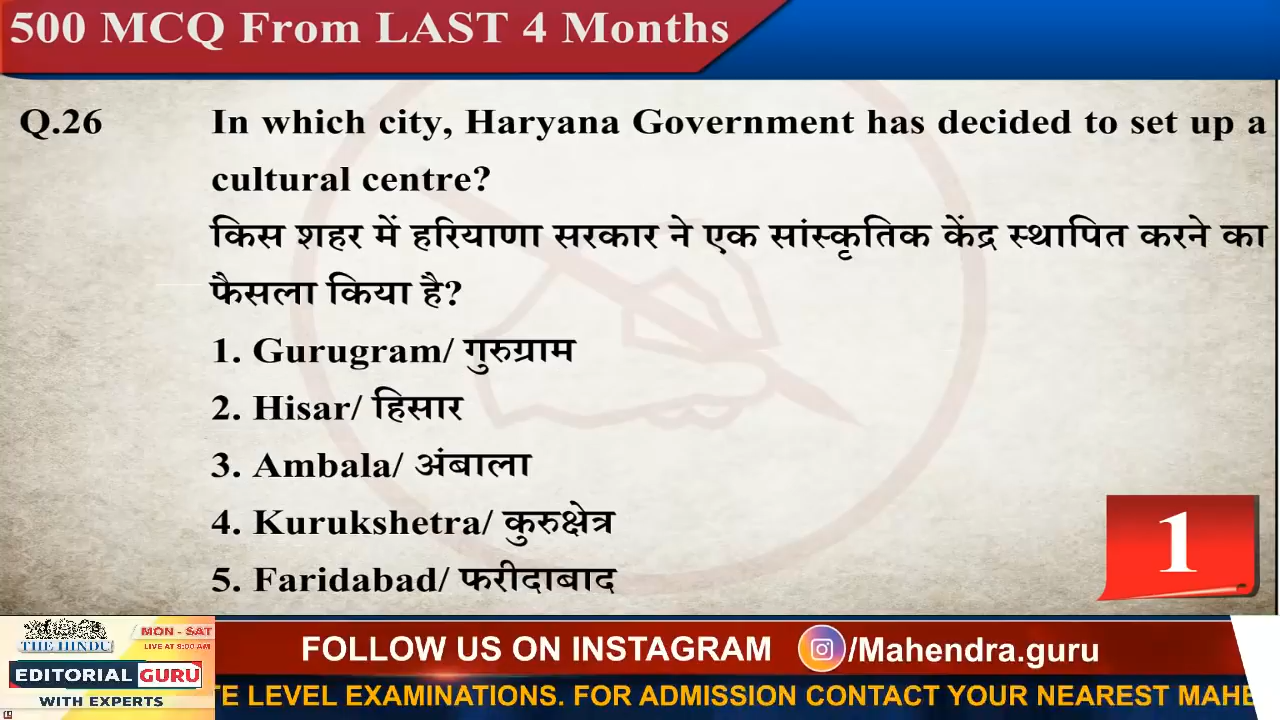 500 MCQ From LAST 4 Months
Q.26 In which city, Haryana Government has decided to set up a
cultural centre?
किस शहर में हरियाणा सरकार ने एक सांस्कृतिक केंद्र स्थापित करने का
फैसला किया है?
1. Gurugram/ गुरुग्राम
2. Hisar/ हिसार
3. Ambala/ अंबाला
4. Kurukshetra/ कुरुक्षेत्र
5. Faridabad/ फरीदाबाद
1
THE HINDU
MON - SAT
LIVE AT 8:00 AM
EDITORIAL GURU
WITH EXPERTS
FOLLOW US ON INSTAGRAM /Mahendra.guru
TE LEVEL EXAMINATIONS. FOR ADMISSION CONTACT YOUR NEAREST MAHE